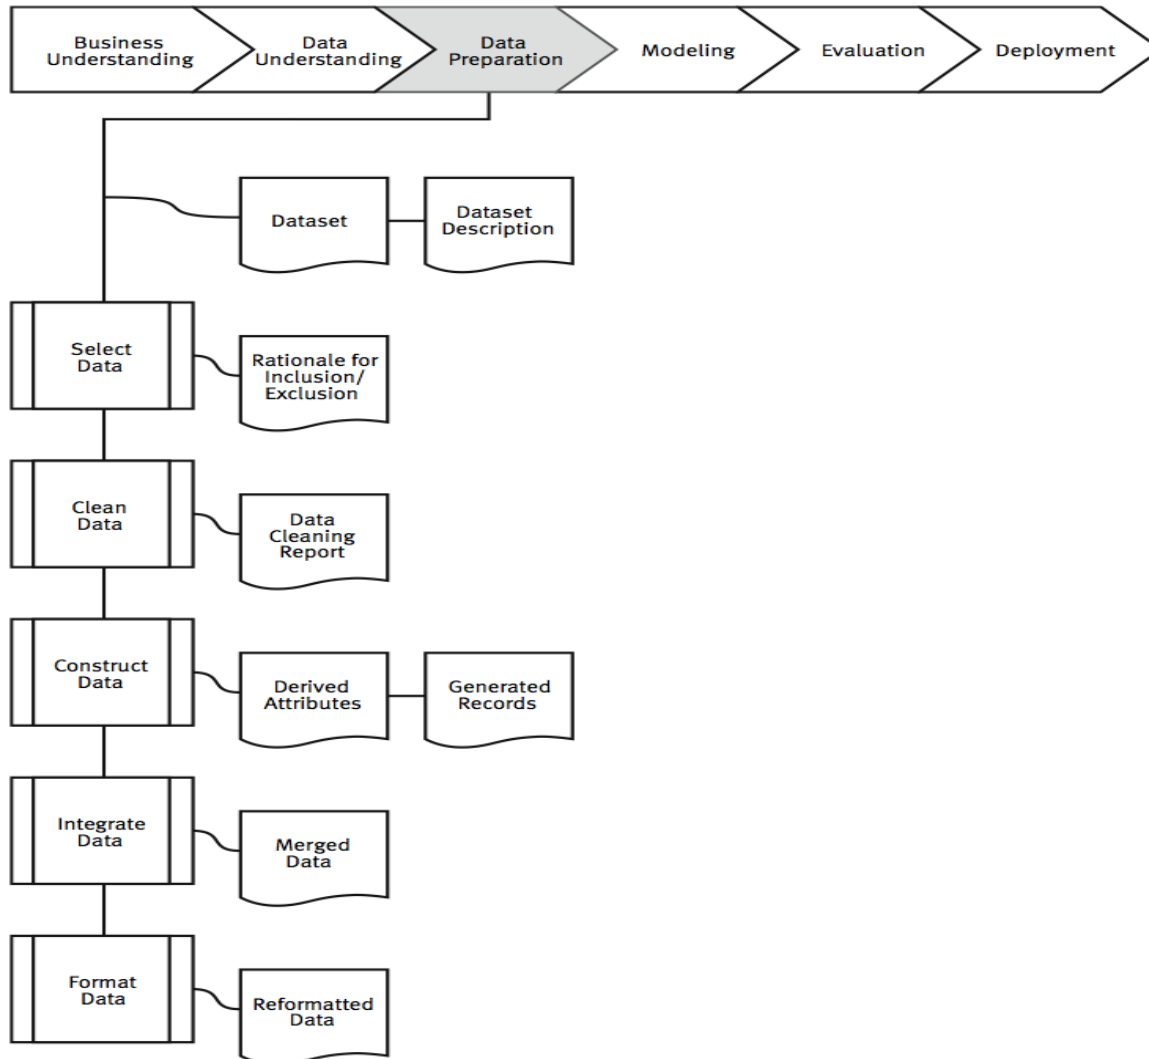 Business
Understanding
Data
Understanding
Data
Preparation
Modeling
Evaluation
Deployment
Dataset
Dataset
Description
Select
Data
Rationale for
Inclusion/
Exclusion
Clean
Data
Data
Cleaning
Report
Construct
Data
Derived
Attributes
Generated
Records
Integrate
Data
Merged
Data
Format
Data
Reformatted
Data